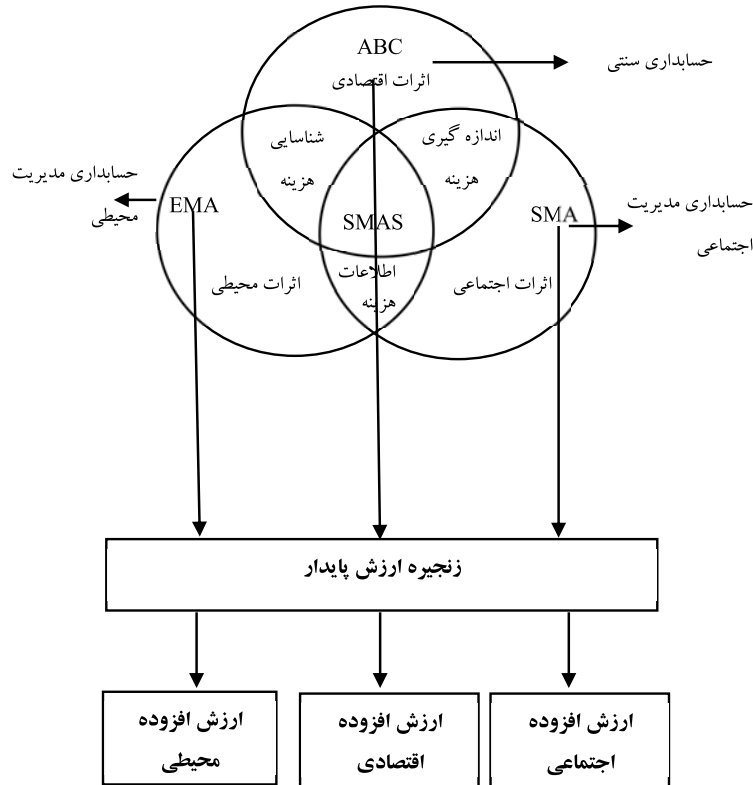 ABC
حسابداری سنتی
اثرات اقتصادی
اندازه گیری
هزینه
شناسایی
هزینه
حسابداری مدیریت
محیطی
EMA
SMAS
SMA
حسابداری مدیریت
اجتماعی
اطلاعات
هزینه
اثرات اجتماعی
اثرات محیطی
زنجیره ارزش پایدار
ارزش افزوده
اجتماعی
ارزش افزوده
اقتصادی
ارزش افزوده
محیطی